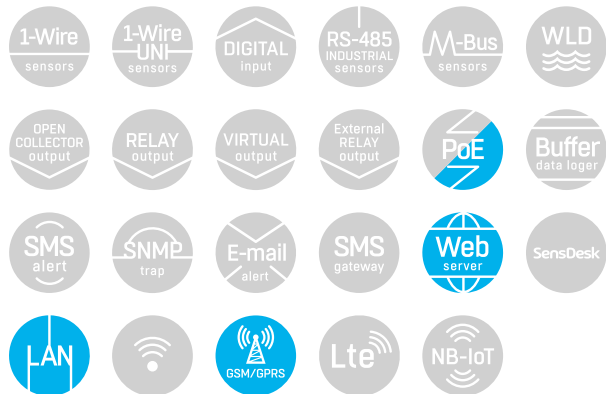 1-Wire
sensors
1-Wire
UNI
sensors
DIGITAL
input
RS-485
INDUSTRIAL
sensors
M-Bus
sensors
WLD
OPEN
COLLECTOR
output
RELAY
output
VIRTUAL
output
External
RELAY
output
PoE
Buffer
data loger
SMS
alert
SNMP
trap
E-mail
alert
SMS
gateway
Web
server
SensDesk
LAN
GSM/GPRS
Lte
NB-IoT